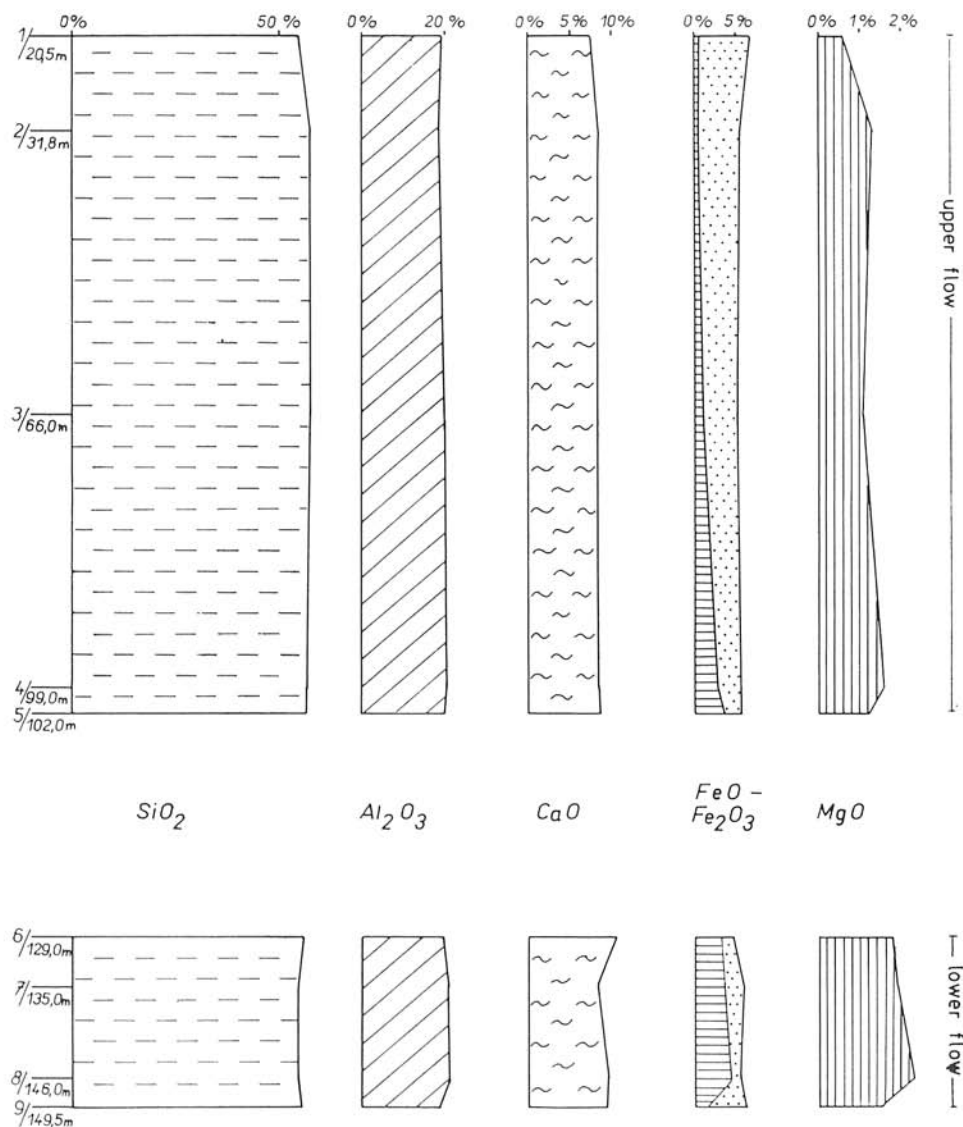 0% 50 % 0% 20 % 0% 5% 10% 0% 5% 0% 1% 2%
1/20,5m
2/31,8m
3/66,0m
4/99,0m
5/102,0m
upper flow
SiO2 Al2O3 CaO FeO – Fe2O3 MgO
6/129,0m
7/135,0m
8/146,0m
9/149,5m
lower flow